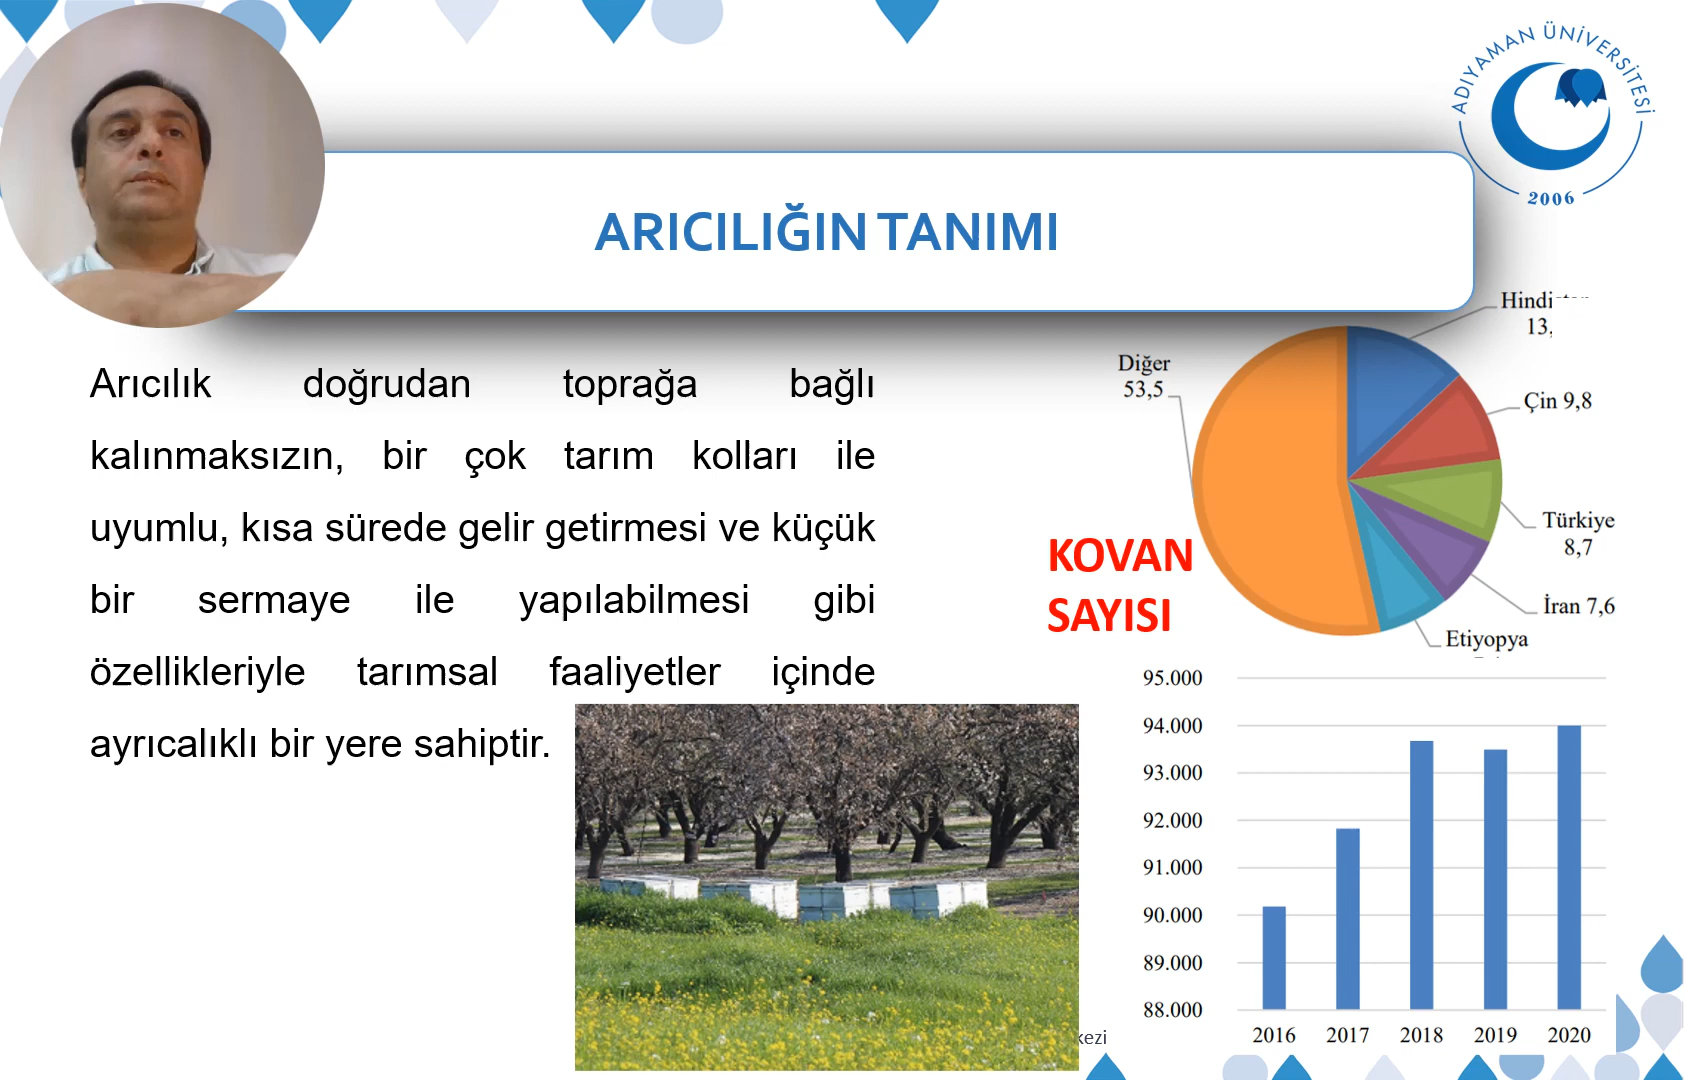 ADIYAMAN ÜNİVERSİTESİ
2006
ARICILIĞIN TANIMI
Arıcılık doğrudan toprağa bağlı
kalınmaksızın, bir çok tarım kolları ile
uyumlu, kısa sürede gelir getirmesi ve küçük
bir sermaye ile yapılabilmesi gibi
özellikleriyle tarımsal faaliyetler içinde
ayrıcalıklı bir yere sahiptir.
KOVAN
SAYISI
13,
Diğer
53,5
Çin 9,8
Türkiye
8,7
İran 7,6
Etiyopya
95.000
94.000
93.000
92.000
91.000
90.000
89.000
88.000
2016 2017 2018 2019 2020